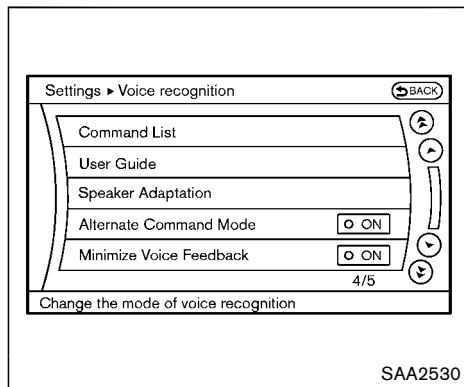 Settings ▸ Voice recognition
BACK
Command List
User Guide
Speaker Adaptation
Alternate Command Mode
ON
Minimize Voice Feedback
ON
4/5
Change the mode of voice recognition
SAA2530